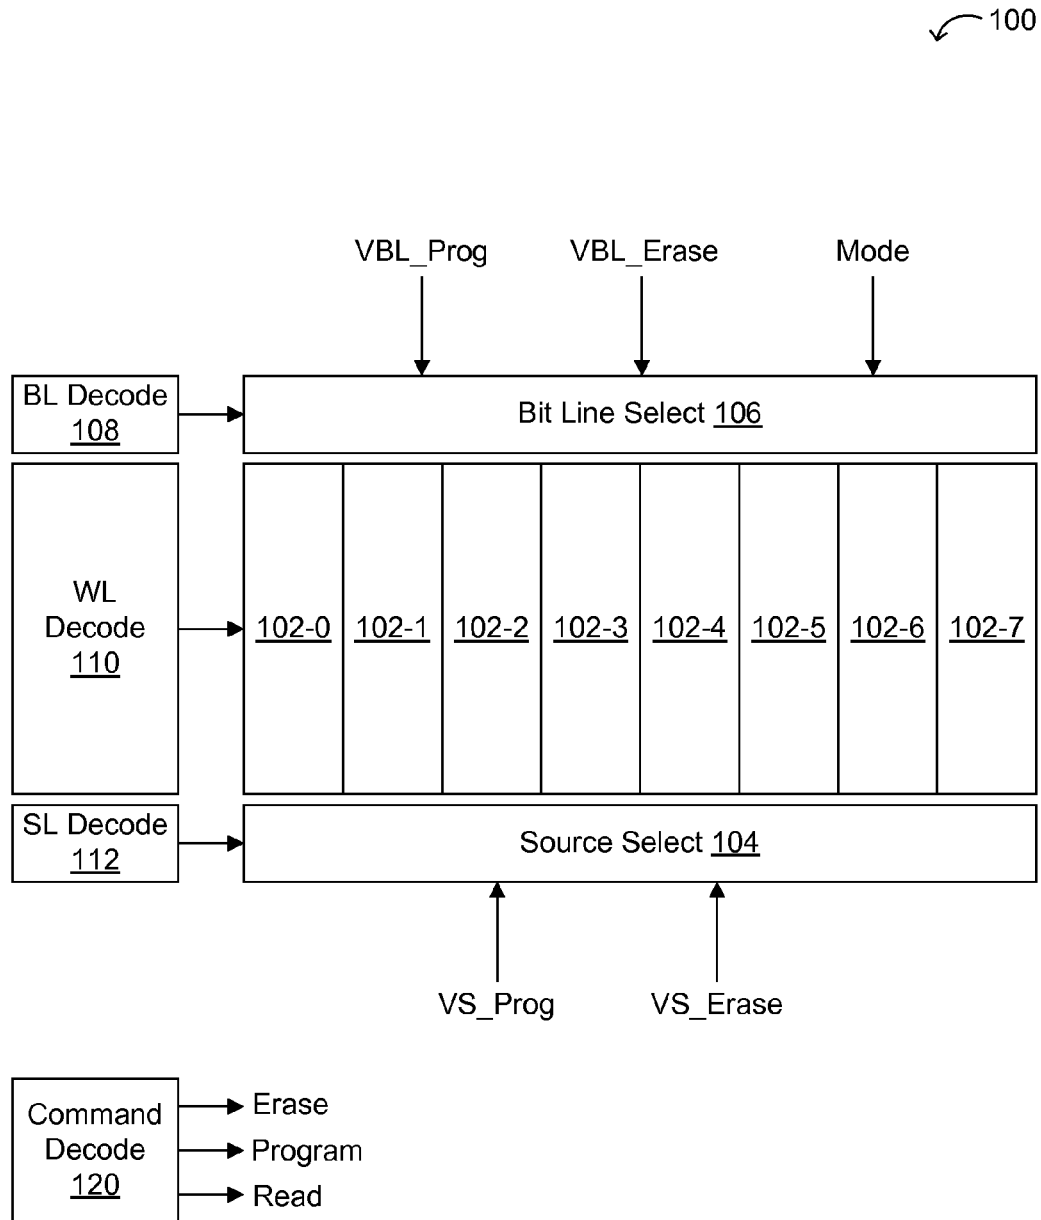 100
VBL_Prog VBL_Erase Mode
BL Decode
108
Bit Line Select 106
WL
Decode
110
102-0 102-1 102-2 102-3 102-4 102-5 102-6 102-7
SL Decode
112
Source Select 104
VS_Prog VS_Erase
Command
Decode
120
Erase
Program
Read